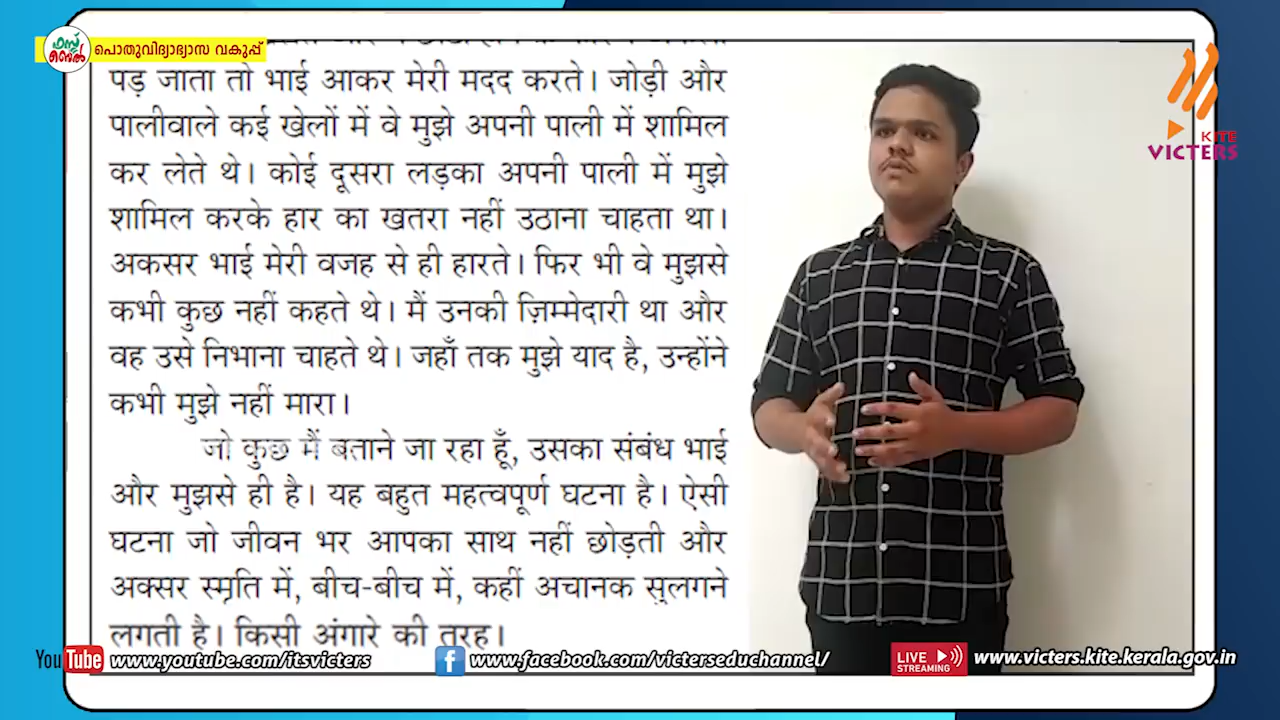 ഫസ്റ്റ്
ബെൽ
പൊതുവിദ്യാഭ്യാസ വകുപ്പ്
पड़ जाता तो भाई आकर मेरी मदद करते। जोड़ी और
पालीवाले कई खेलों में वे मुझे अपनी पाली में शामिल
कर लेते थे। कोई दूसरा लड़का अपनी पाली में मुझे
शामिल करके हार का खतरा नहीं उठाना चाहता था।
अकसर भाई मेरी वजह से ही हारते। फिर भी वे मुझसे
कभी कुछ नहीं कहते थे। मैं उनकी ज़िम्मेदारी था और
वह उसे निभाना चाहते थे। जहाँ तक मुझे याद है, उन्होंने
कभी मुझे नहीं मारा।
जो कुछ मैं बताने जा रहा हूँ, उसका संबंध भाई
और मुझसे ही है। यह बहुत महत्वपूर्ण घटना है। ऐसी
घटना जो जीवन भर आपका साथ नहीं छोड़ती और
अक्सर स्मृति में, बीच-बीच में, कहीं अचानक सुलगने
लगती है। किसी अंगारे की तरह।
KITE
VICTERS
YouTube www.youtube.com/itsvicters
f www.facebook.com/victerseduchannel/
LIVE
STREAMING
www.victers.kite.kerala.gov.in